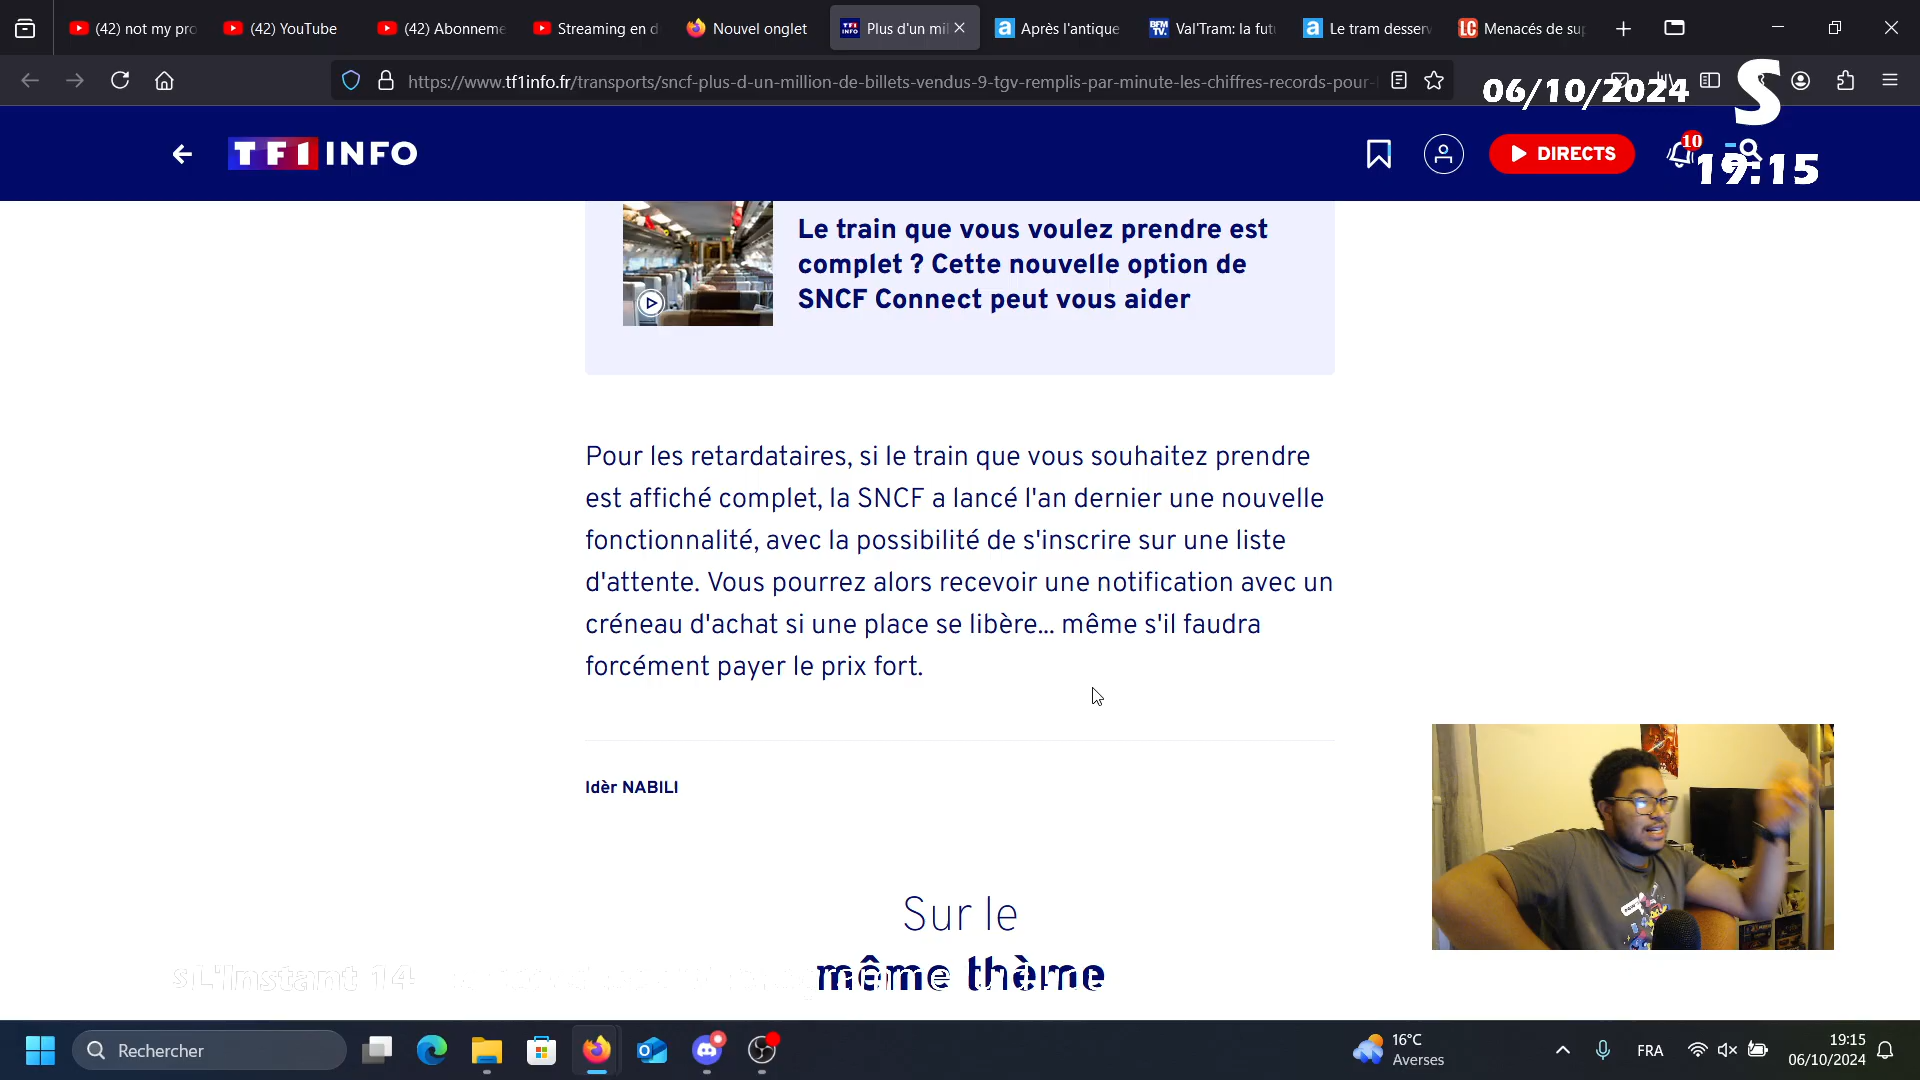 (42) not my pro
(42) YouTube
(42) Abonneme
Streaming en d
Nouvel onglet
Plus d'un mil
Après l'antique
Val'Tram: la futu
Le tram desserv
Menacés de sup
https://www.tf1info.fr/transports/sncf-plus-d-un-million-de-billets-vendus-9-tgv-remplis-par-minute-les-chiffres-records-pour-
06/10/2024
S
TF1 INFO
DIRECTS
10
19:15
Le train que vous voulez prendre est
complet ? Cette nouvelle option de
SNCF Connect peut vous aider
Pour les retardataires, si le train que vous souhaitez prendre
est affiché complet, la SNCF a lancé l'an dernier une nouvelle
fonctionnalité, avec la possibilité de s'inscrire sur une liste
d'attente. Vous pourrez alors recevoir une notification avec un
créneau d'achat si une place se libère... même s'il faudra
forcément payer le prix fort.
Idèr NABILI
Sur le
même thème
sL'Instant 14
Rechercher
16°C
Averses
FRA
19:15
06/10/2024